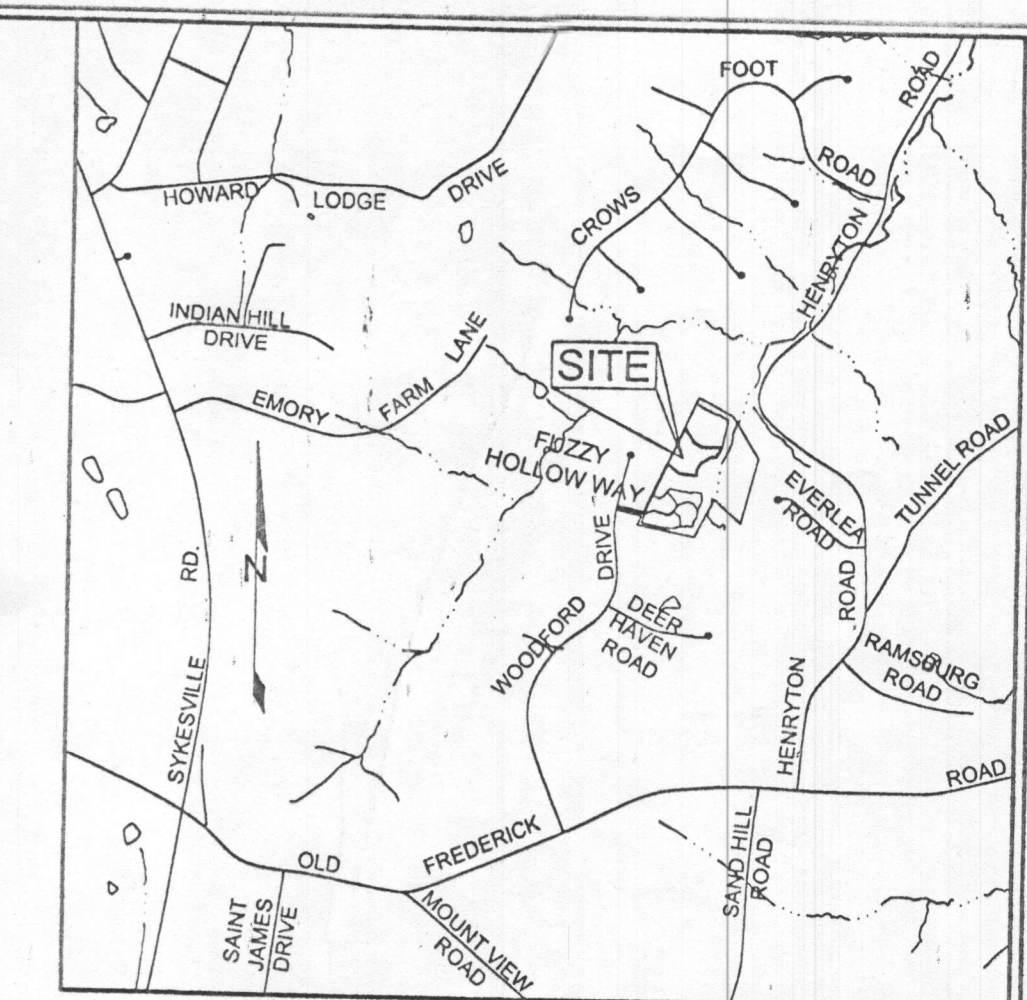 FOOT
ROAD
ROAD
HENRYTON
CROWS
HOWARD LODGE DRIVE
INDIAN HILL
DRIVE
EMORY FARM LANE
SITE
FUZZY
HOLLOW WAY
EVERLEA
ROAD
TUNNEL ROAD
N
SYKESVILLE RD.
WOODFORD DRIVE
DEER
HAVEN
ROAD
HENRYTON ROAD
RAMSBURG
ROAD
OLD FREDERICK ROAD
SAND HILL
ROAD
SAINT
JAMES
DRIVE
MOUNT VIEW
ROAD